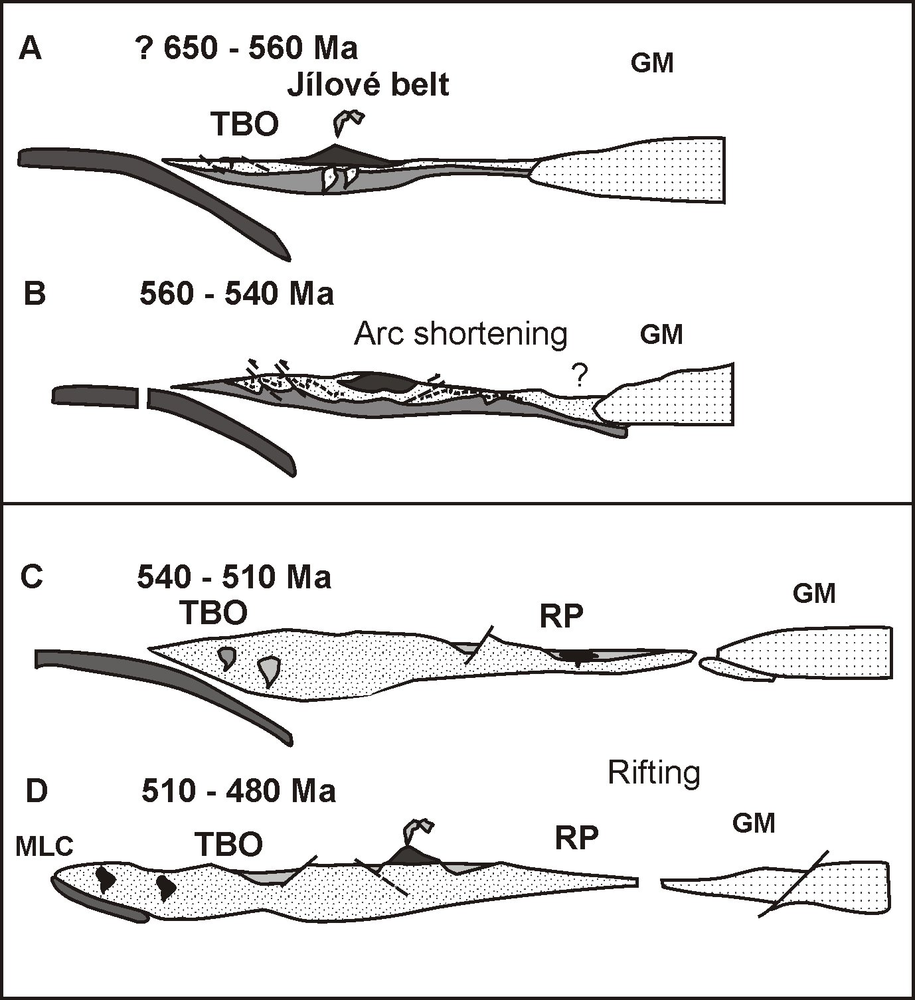 A ? 650 - 560 Ma
GM
Jílové belt
TBO
B 560 - 540 Ma
Arc shortening GM
?
C 540 - 510 Ma
GM
TBO RP
Rifting
D 510 - 480 Ma
GM
MLC TBO RP